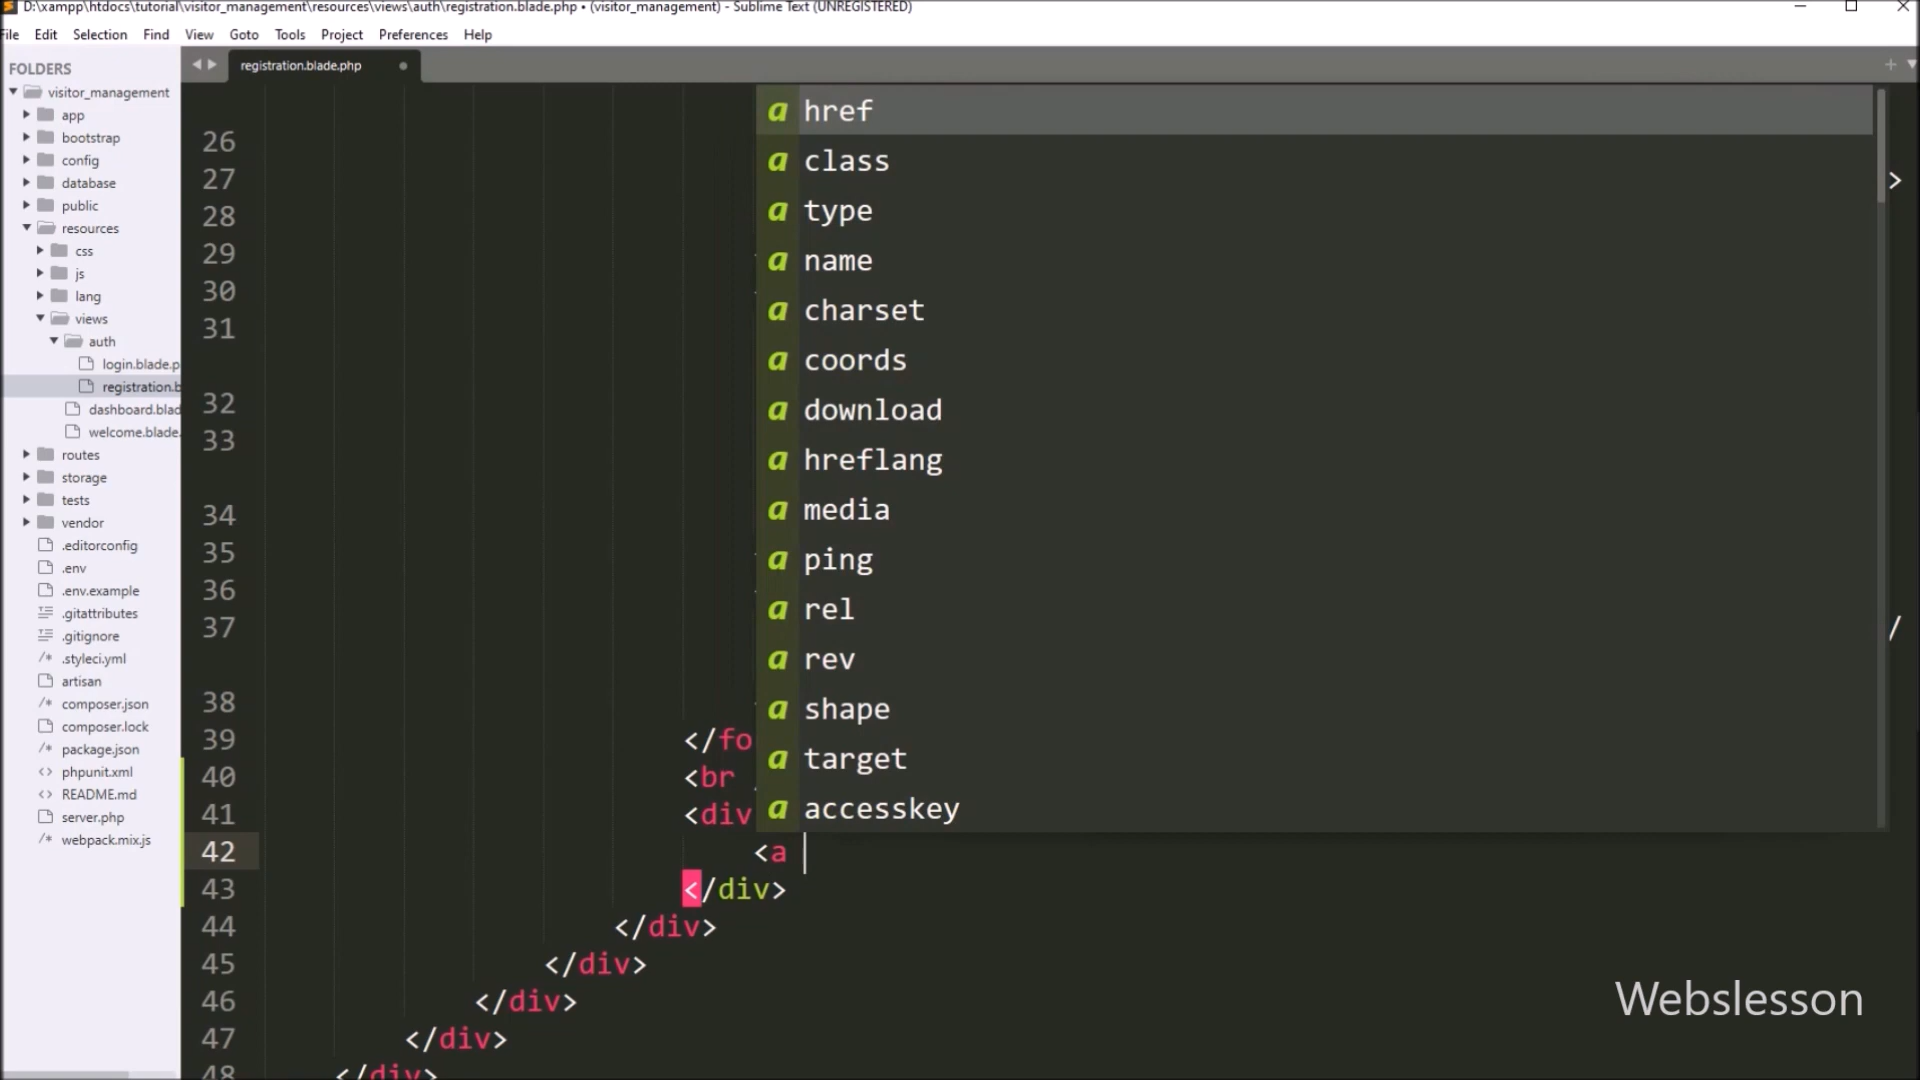 D:\xampp\htdocs\tutorial\visitor_management\resources\views\auth\registration.blade.php • (visitor_management) - Sublime Text (UNREGISTERED)
File Edit Selection Find View Goto Tools Project Preferences Help
FOLDERS
registration.blade.php
visitor_management
app
bootstrap
config
database
public
resources
css
js
lang
views
auth
login.blade.p
registration.b
dashboard.blad
welcome.blade.
routes
storage
tests
vendor
.editorconfig
.env
.env.example
.gitattributes
.gitignore
.styleci.yml
artisan
composer.json
composer.lock
package.json
phpunit.xml
README.md
server.php
webpack.mix.js
a href
a class
a type
a name
a charset
a coords
a download
a hreflang
a media
a ping
a rel
a rev
a shape
a target
a accesskey
26
27 >
28
29
30
31
32
33
34
35
36
37 /
38
39 </fo
40 <br
41 <div
42 <a
43 </div>
44 </div>
45 </div>
46 </div>
47 </div>
48 </div>
Webslesson